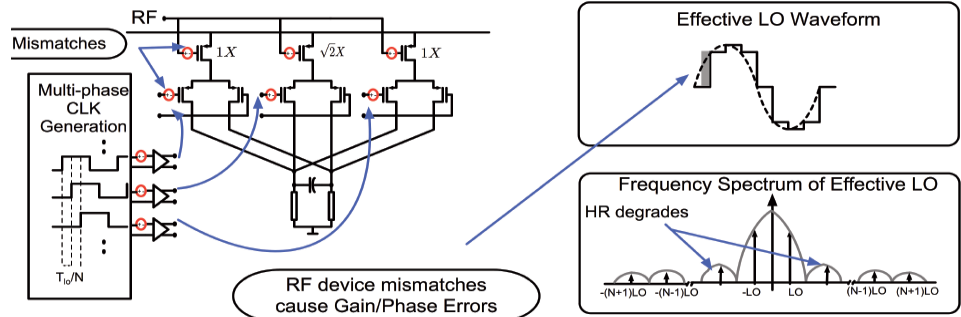 RF
Mismatches
1X
√2X
1X
Multi-phase
CLK
Generation
T_lo/N
RF device mismatches
cause Gain/Phase Errors
Effective LO Waveform
Frequency Spectrum of Effective LO
HR degrades
-(N+1)LO
-(N-1)LO
-LO
LO
(N-1)LO
(N+1)LO